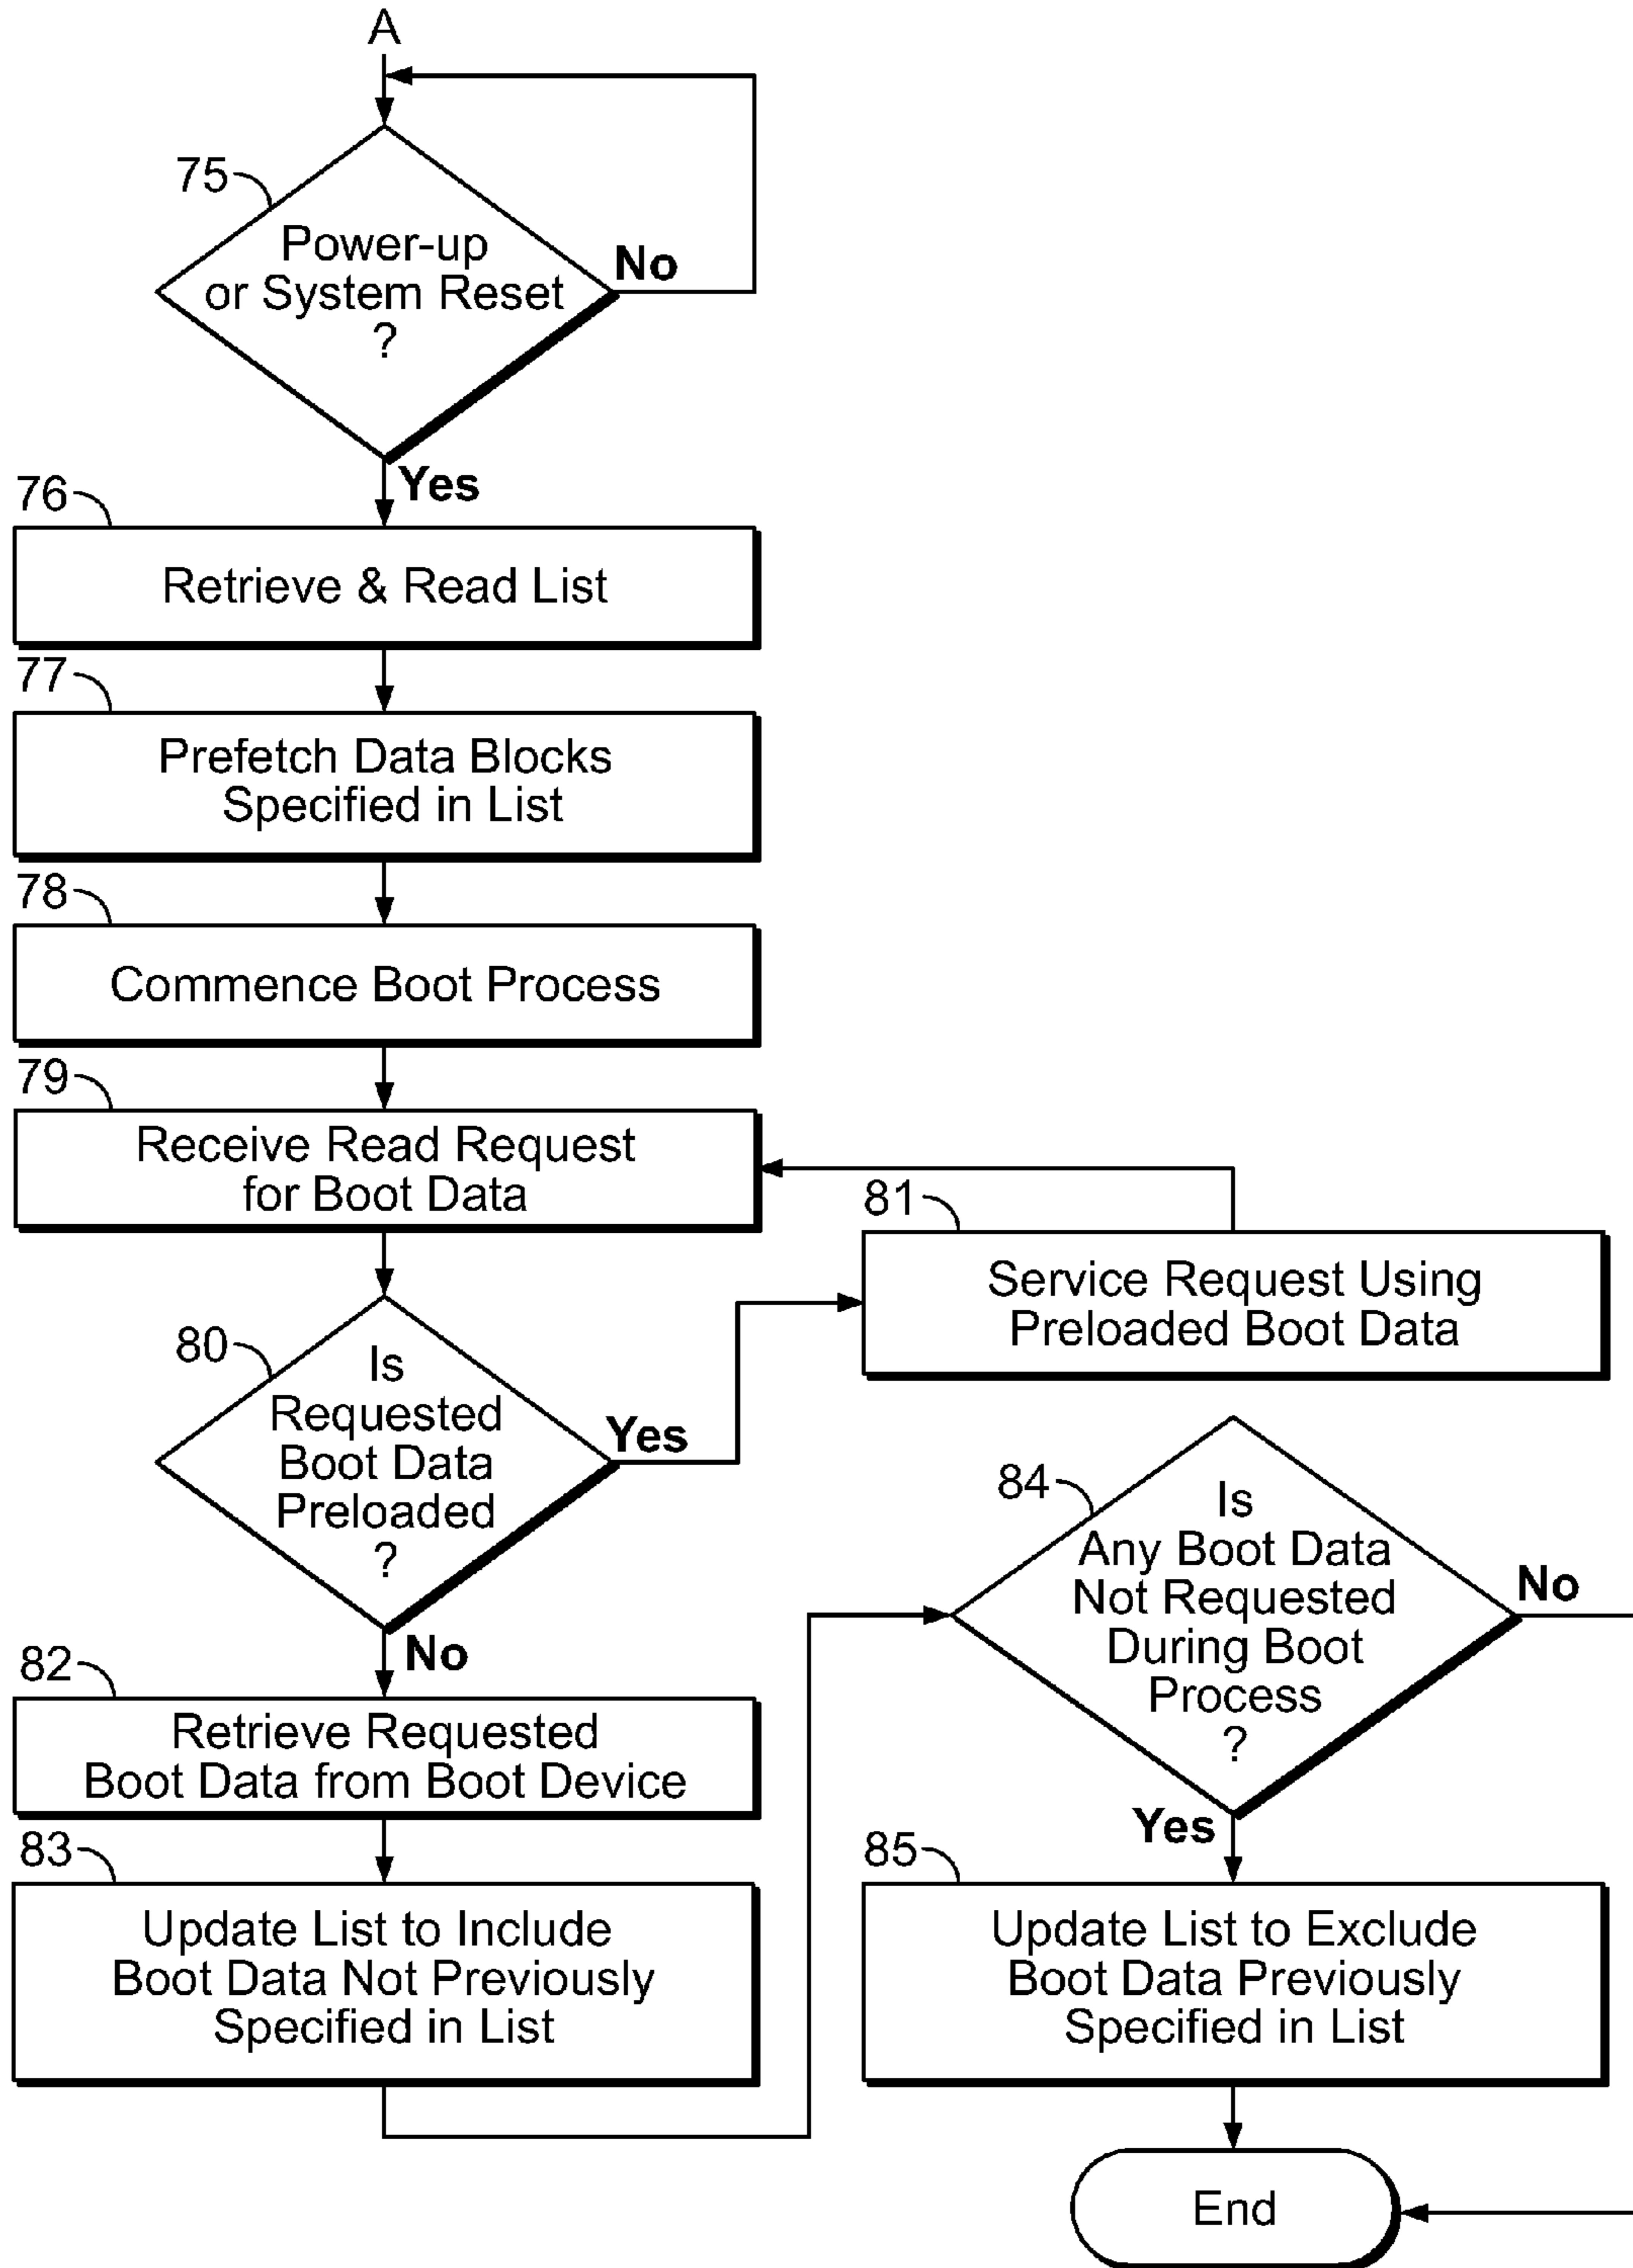 A
75
Power-up
or System Reset
?
No
Yes
76
Retrieve & Read List
77
Prefetch Data Blocks
Specified in List
78
Commence Boot Process
79
Receive Read Request
for Boot Data
80
Is
Requested
Boot Data
Preloaded
?
Yes
No
81
Service Request Using
Preloaded Boot Data
82
Retrieve Requested
Boot Data from Boot Device
83
Update List to Include
Boot Data Not Previously
Specified in List
84
Is
Any Boot Data
Not Requested
During Boot
Process
?
No
Yes
85
Update List to Exclude
Boot Data Previously
Specified in List
End